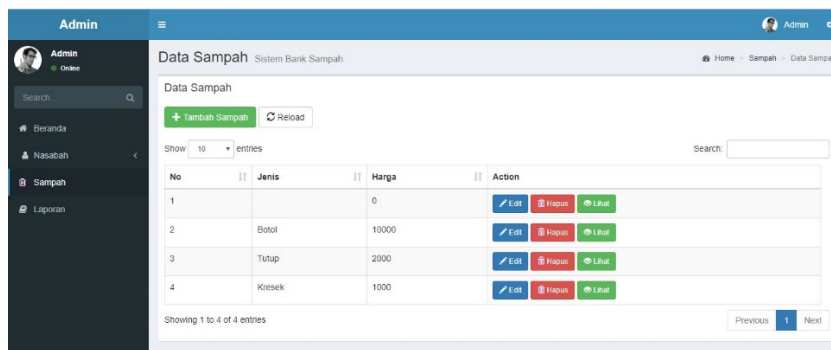 Admin
Admin
Admin
Online
Data Sampah Sistem Bank Sampah
Home > Sampah > Data Sampa
Search...
Beranda
Nasabah
Sampah
Laporan
Data Sampah
+ Tambah Sampah Reload
Show 10 entries Search:
No Jenis Harga Action
1 0 Edit Hapus Lihat
2 Botol 10000 Edit Hapus Lihat
3 Tutup 2000 Edit Hapus Lihat
4 Kresek 1000 Edit Hapus Lihat
Showing 1 to 4 of 4 entries Previous 1 Next